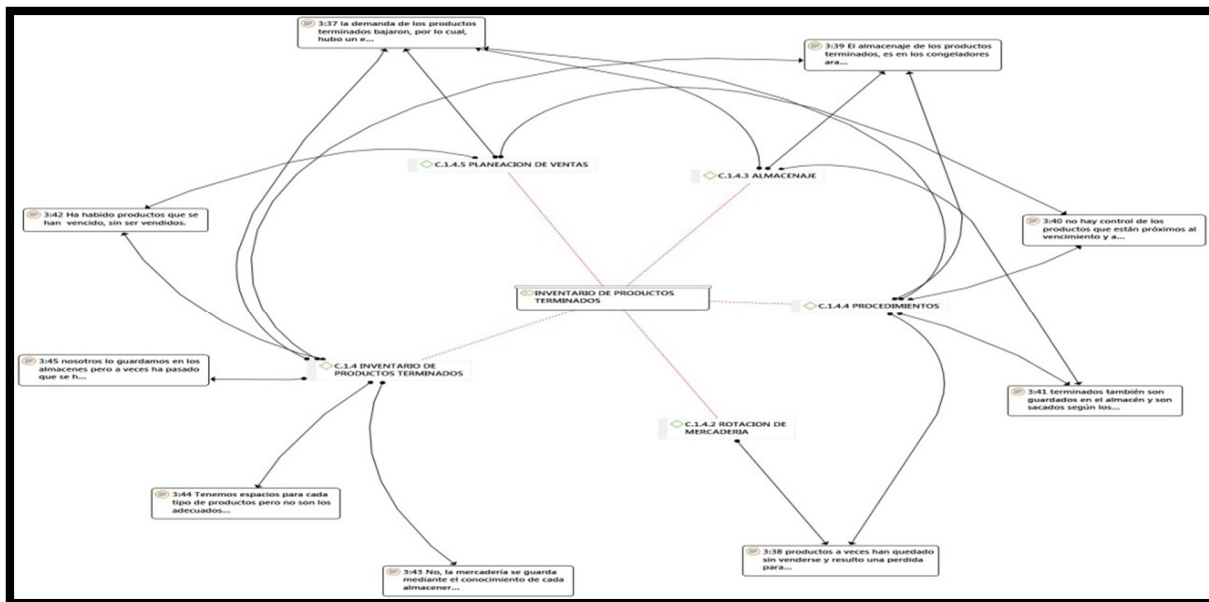 3:37 la demanda de los productos
terminados bajaron, por lo cual,
hubo un e...
3:39 El almacenaje de los productos
terminados, es en los congeladores
ara...
C.1.4.5 PLANEACION DE VENTAS
C.1.4.3 ALMACENAJE
3:42 Ha habido productos que se
han vencido, sin ser vendidos.
3:40 no hay control de los
productos que están próximos al
vencimiento y a...
INVENTARIO DE PRODUCTOS
TERMINADOS
C.1.4.4 PROCEDIMIENTOS
3:45 nosotros lo guardamos en los
almacenes pero a veces ha pasado
que se h...
C.1.4 INVENTARIO DE
PRODUCTOS TERMINADOS
3:41 terminados también son
guardados en el almacén y son
sacados según los...
C.1.4.2 ROTACION DE
MERCADERIA
3:44 Tenemos espacios para cada
tipo de productos pero no son los
adecuados...
3:38 productos a veces han quedado
sin venderse y resulto una perdida
para...
3:43 No, la mercadería se guarda
mediante el conocimiento de cada
almacener...